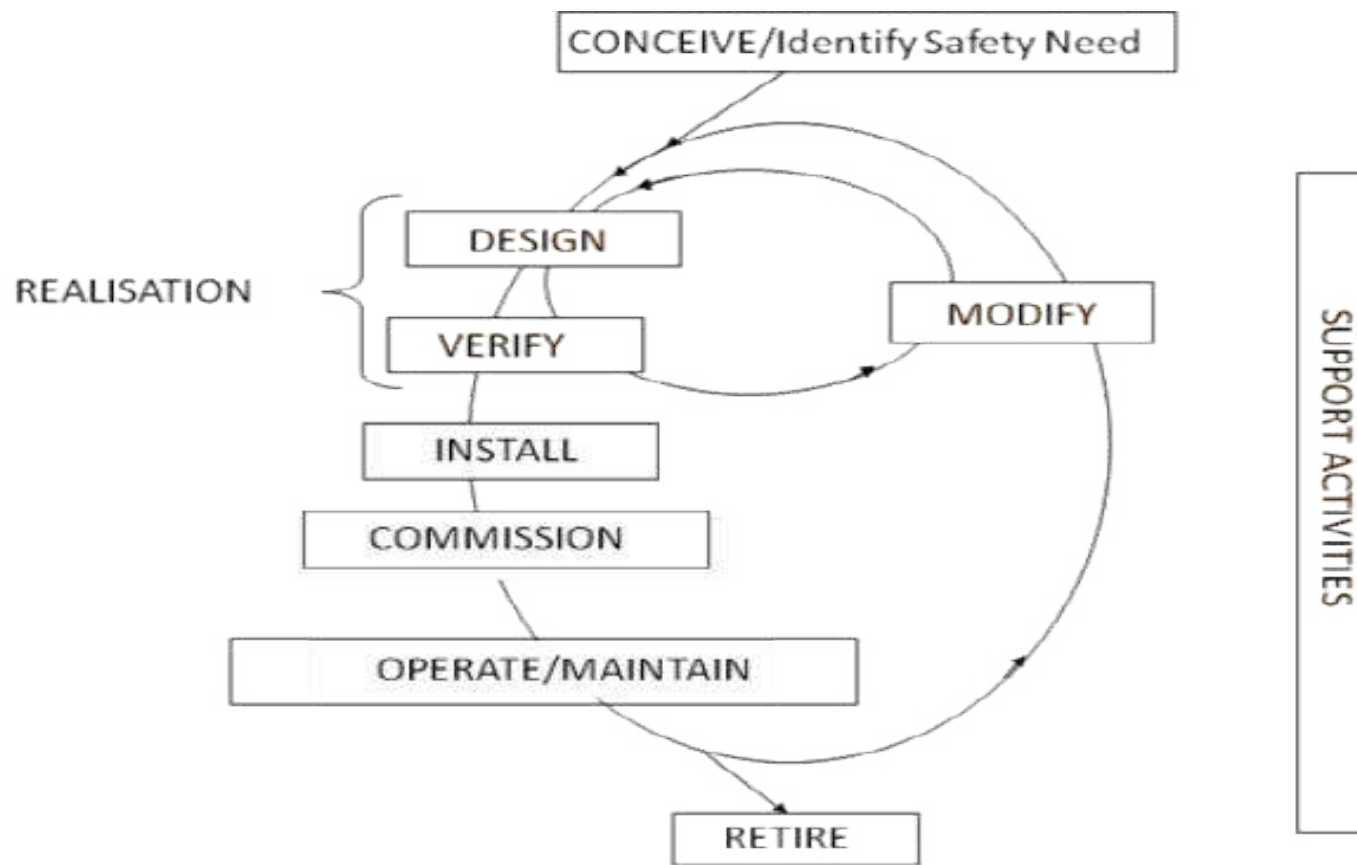 CONCEIVE/Identify Safety Need
DESIGN
REALISATION
VERIFY
MODIFY
INSTALL
COMMISSION
OPERATE/MAINTAIN
RETIRE
SUPPORT ACTIVITIES